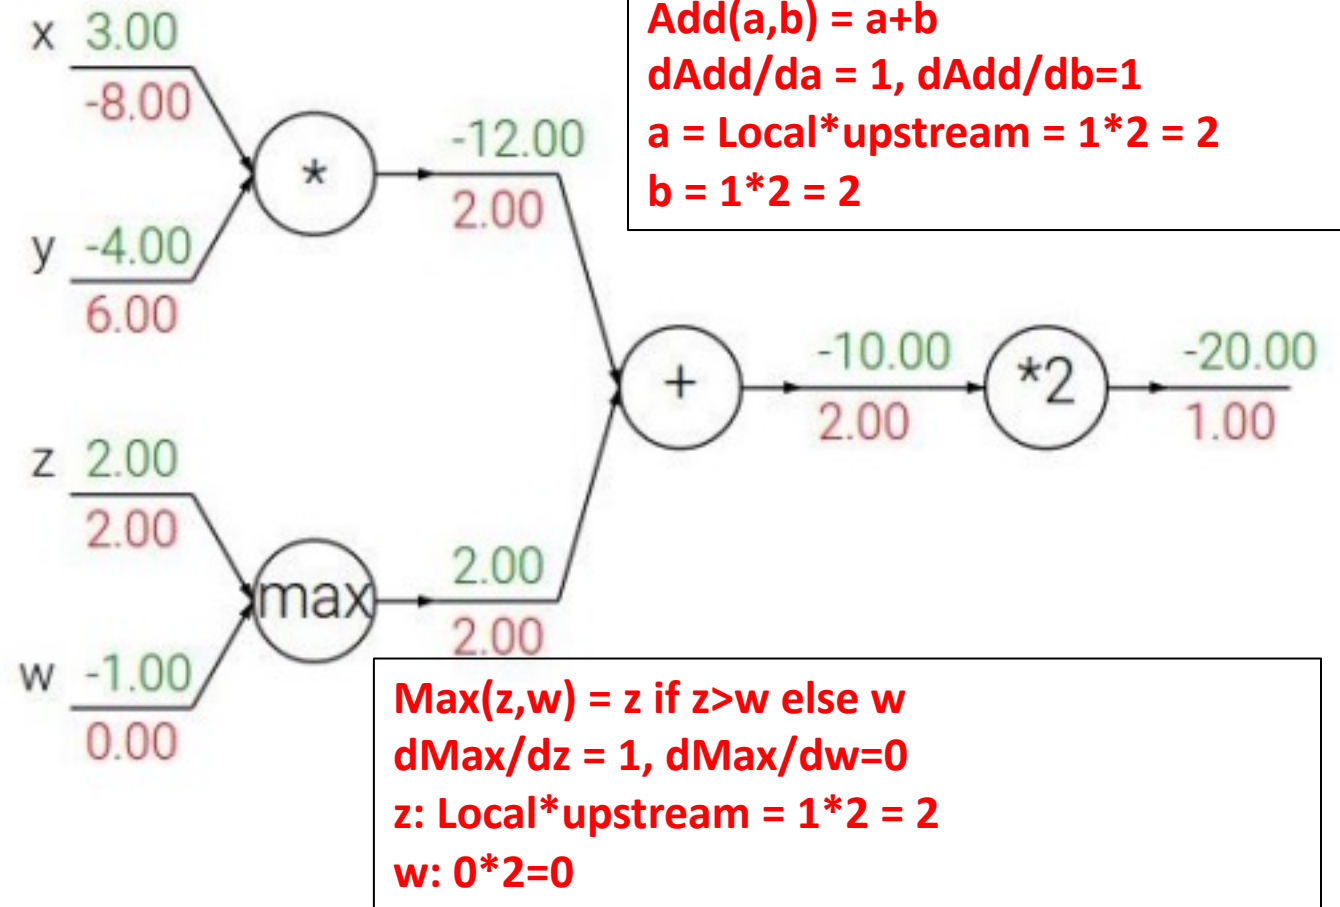 x 3.00
-8.00
y -4.00
6.00
*
-12.00
2.00
Add(a,b) = a+b
dAdd/da = 1, dAdd/db=1
a = Local*upstream = 1*2 = 2
b = 1*2 = 2
+
-10.00
2.00
*2
-20.00
1.00
z 2.00
2.00
w -1.00
0.00
max
2.00
2.00
Max(z,w) = z if z>w else w
dMax/dz = 1, dMax/dw=0
z: Local*upstream = 1*2 = 2
w: 0*2=0